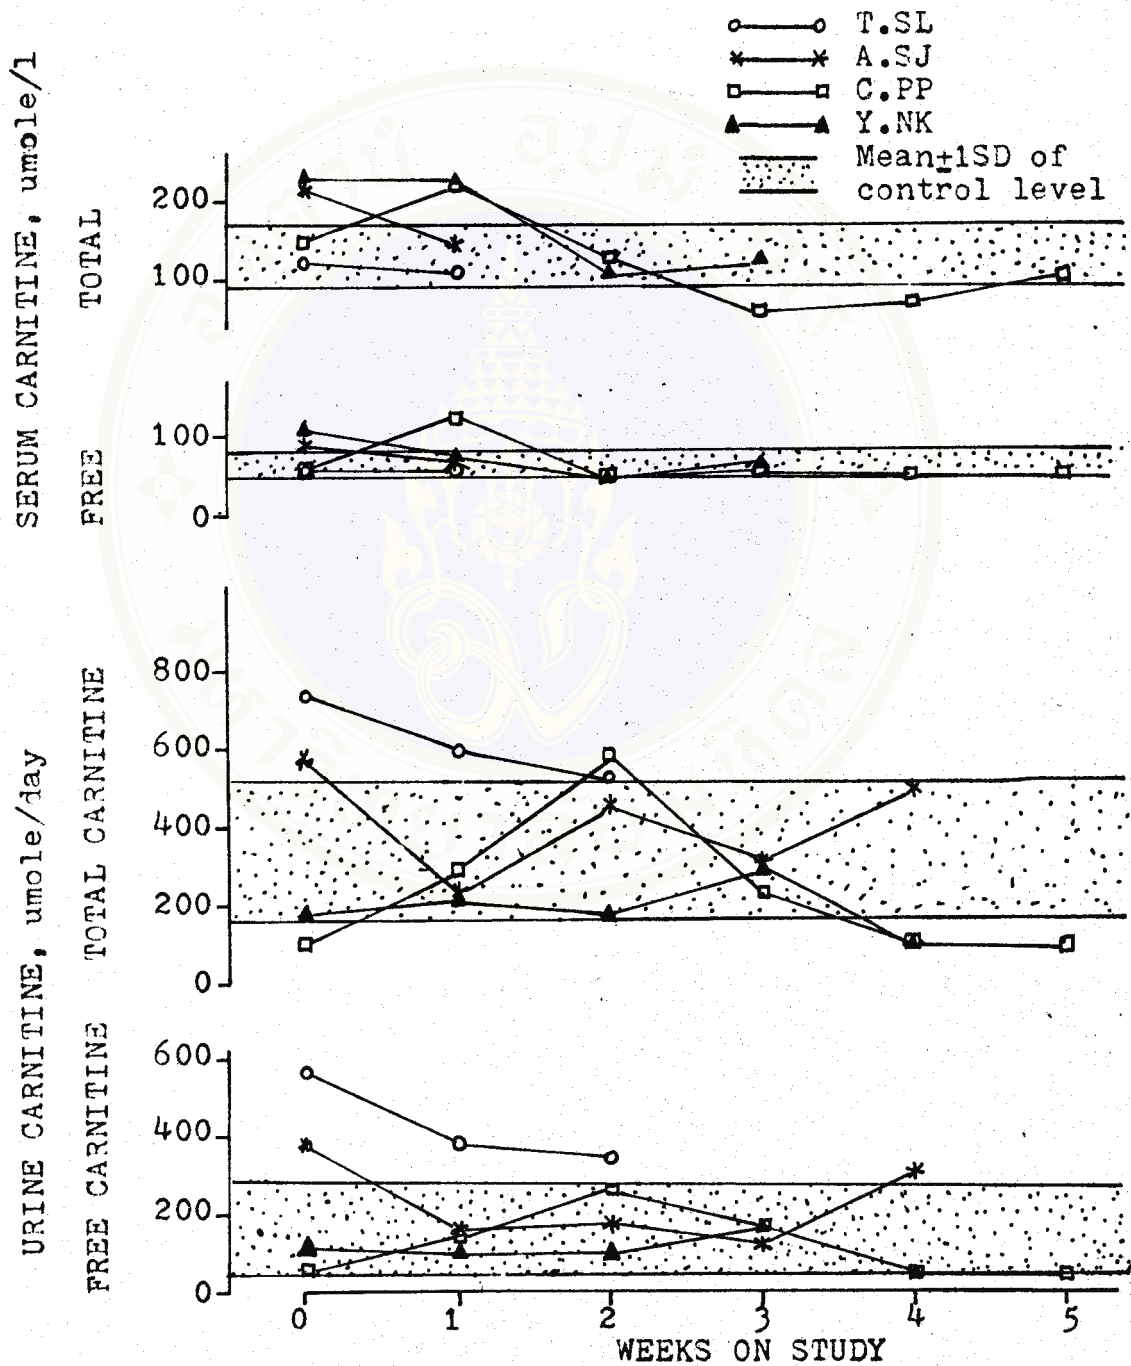 T.SL
A.SJ
C.PP
Y.NK
Mean±1SD of
control level
SERUM CARNITINE, umole/l
TOTAL
200
100
FREE
100
0
URINE CARNITINE, umole/day
TOTAL CARNITINE
800
600
400
200
0
FREE CARNITINE
600
400
200
0
0 1 2 3 4 5
WEEKS ON STUDY